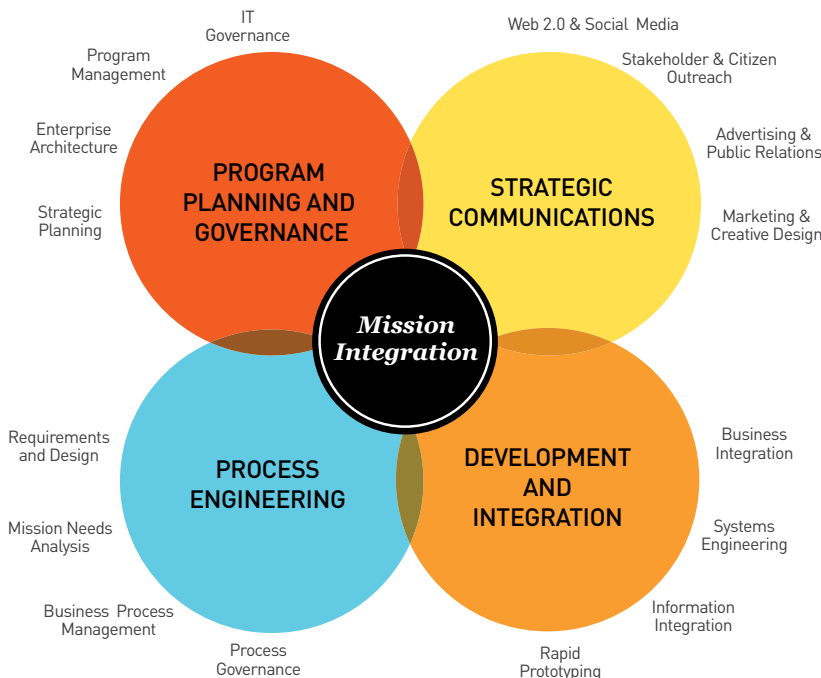 IT
Governance
Program
Management
Enterprise
Architecture
Strategic
Planning
PROGRAM
PLANNING AND
GOVERNANCE
Web 2.0 & Social Media
Stakeholder & Citizen
Outreach
Advertising &
Public Relations
Marketing &
Creative Design
STRATEGIC
COMMUNICATIONS
Mission
Integration
Requirements
and Design
Mission Needs
Analysis
Business Process
Management
Process
Governance
PROCESS
ENGINEERING
DEVELOPMENT
AND
INTEGRATION
Business
Integration
Systems
Engineering
Information
Integration
Rapid
Prototyping